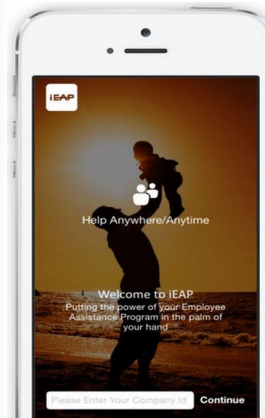 iEAP
Help Anywhere/Anytime
Welcome to iEAP
Putting the power of your Employee
Assistance Program in the palm of
your hand
Please Enter Your Company Id
Continue